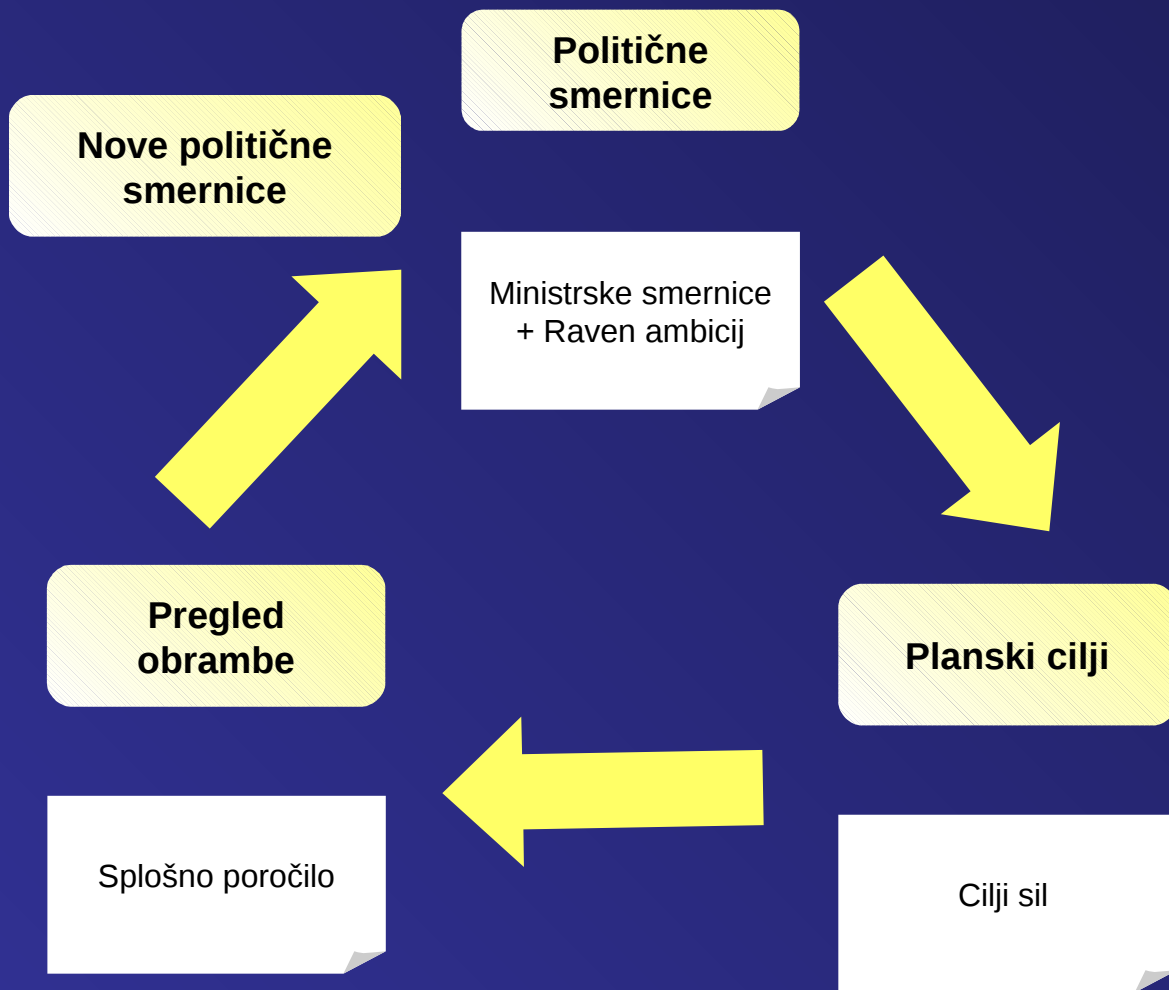 Politične
smernice
Nove politične
smernice
Ministrske smernice
+ Raven ambicij
Pregled
obrambe
Planski cilji
Splošno poročilo
Cilji sil